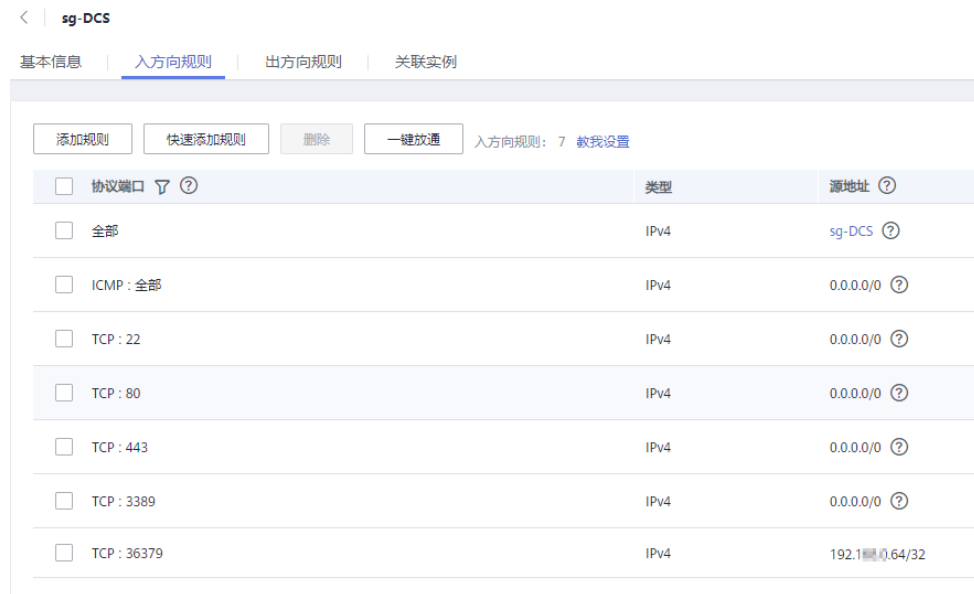 sg-DCS
基本信息 入方向规则 出方向规则 关联实例
添加规则 快速添加规则 删除 一键放通 入方向规则: 7 教我设置
协议端口 类型 源地址
全部 IPv4 sg-DCS
ICMP : 全部 IPv4 0.0.0.0/0
TCP : 22 IPv4 0.0.0.0/0
TCP : 80 IPv4 0.0.0.0/0
TCP : 443 IPv4 0.0.0.0/0
TCP : 3389 IPv4 0.0.0.0/0
TCP : 36379 IPv4